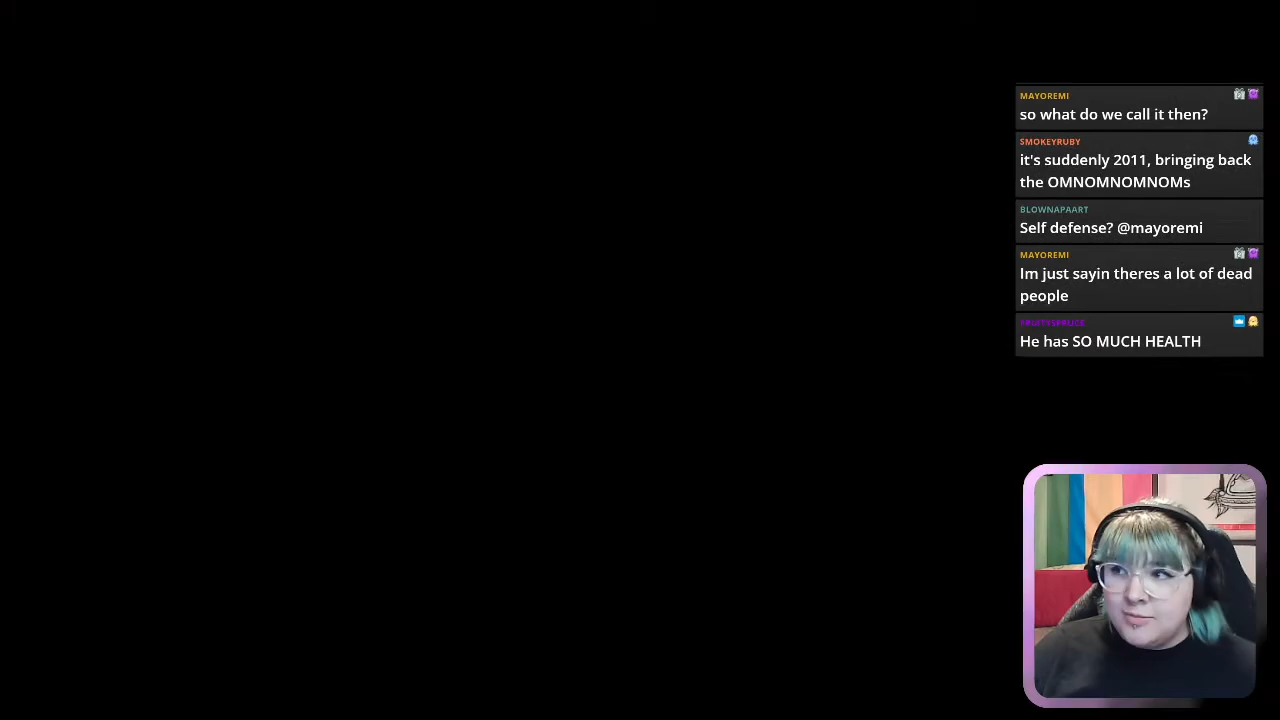 MAYOREMI
so what do we call it then?
SMOKEYRUBY
it's suddenly 2011, bringing back
the OMNOMNOMNOMs
BLOWNAPAART
Self defense? @mayoremi
MAYOREMI
Im just sayin theres a lot of dead
people
FRUITYSPRUCE
He has SO MUCH HEALTH